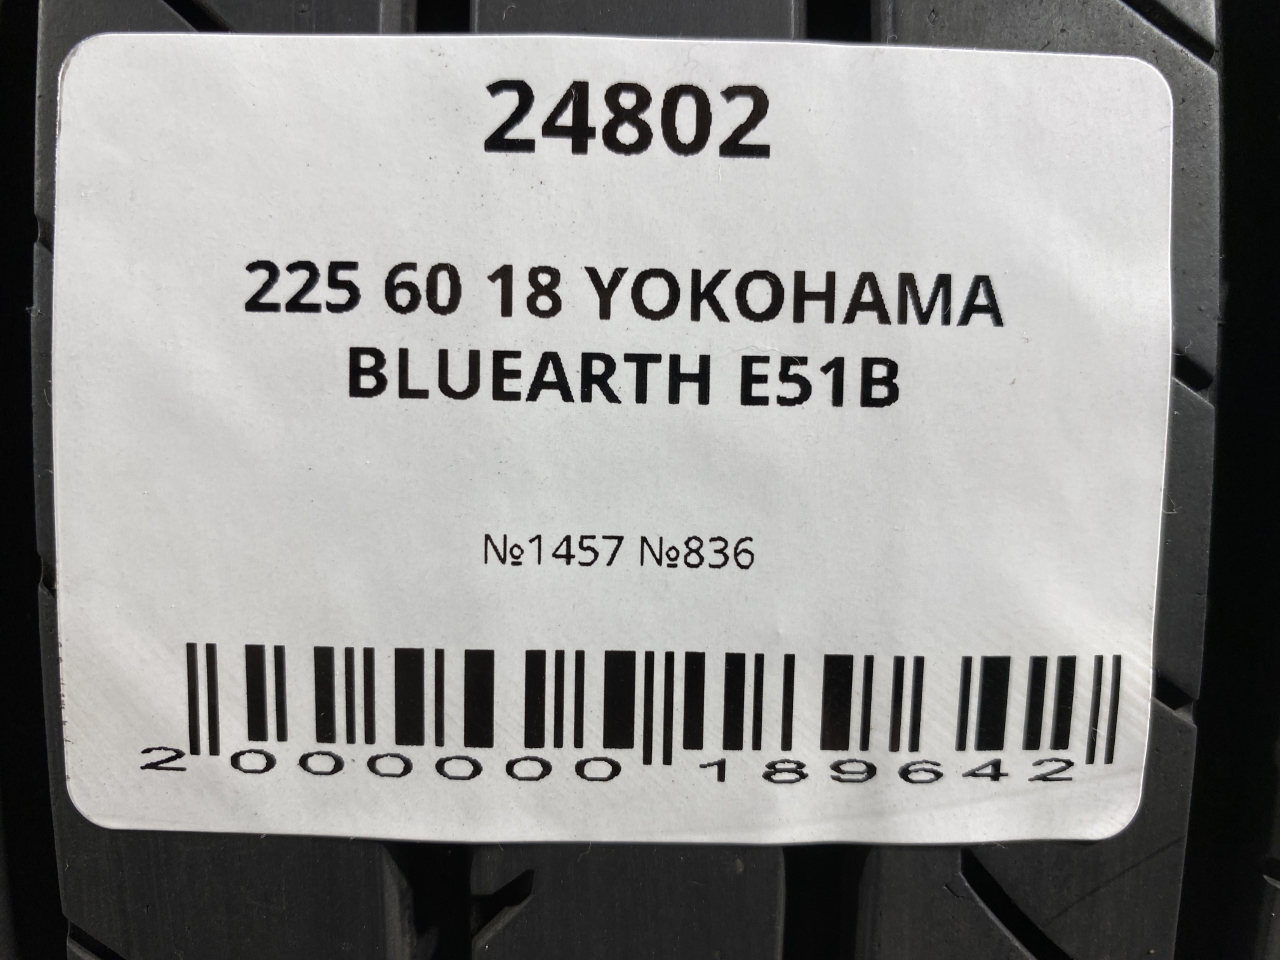 24802
225 60 18 YOKOHAMA
BLUEARTH E51B
№1457 №836
2 000000 189642